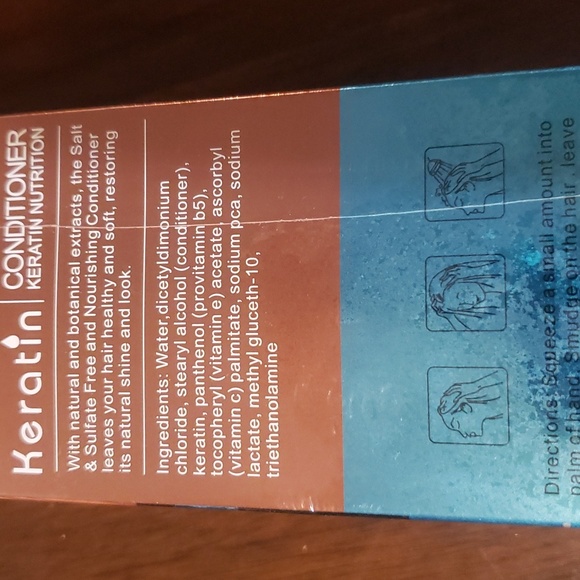 Keratin
CONDITIONER
KERATIN NUTRITION
With natural and botanical extracts, the Salt
& Sulfate Free and Nourishing Conditioner
leaves your hair healthy and soft, restoring
its natural shine and look.
Ingredients: Water, dicetyldimonium
chloride, stearyl alcohol (conditioner),
keratin, panthenol (provitamin b5),
tocopheryl (vitamin e) acetate, ascorbyl
(vitamin c) palmitate, sodium pca, sodium
lactate, methyl gluceth-10,
triethanolamine
Directions: Squeeze a small amount into
palm of hand. Smudge on the hair, leave